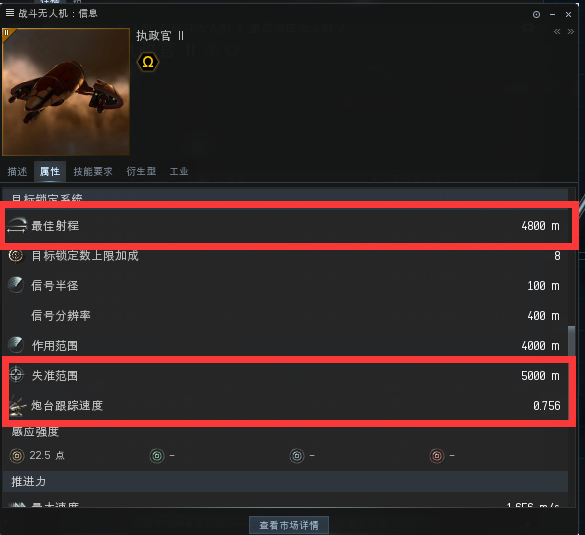 战斗无人机：信息
执政官 II
描述 属性 技能要求 衍生型 工业
目标锁定系统
最佳射程 4800 m
目标锁定数上限加成 8
信号半径 100 m
信号分辨率 400 m
作用范围 4000 m
失准范围 5000 m
炮台跟踪速度 0.756
感应强度
22.5 点 - - -
推进力
最大速度 1,656 m/s
查看市场详情